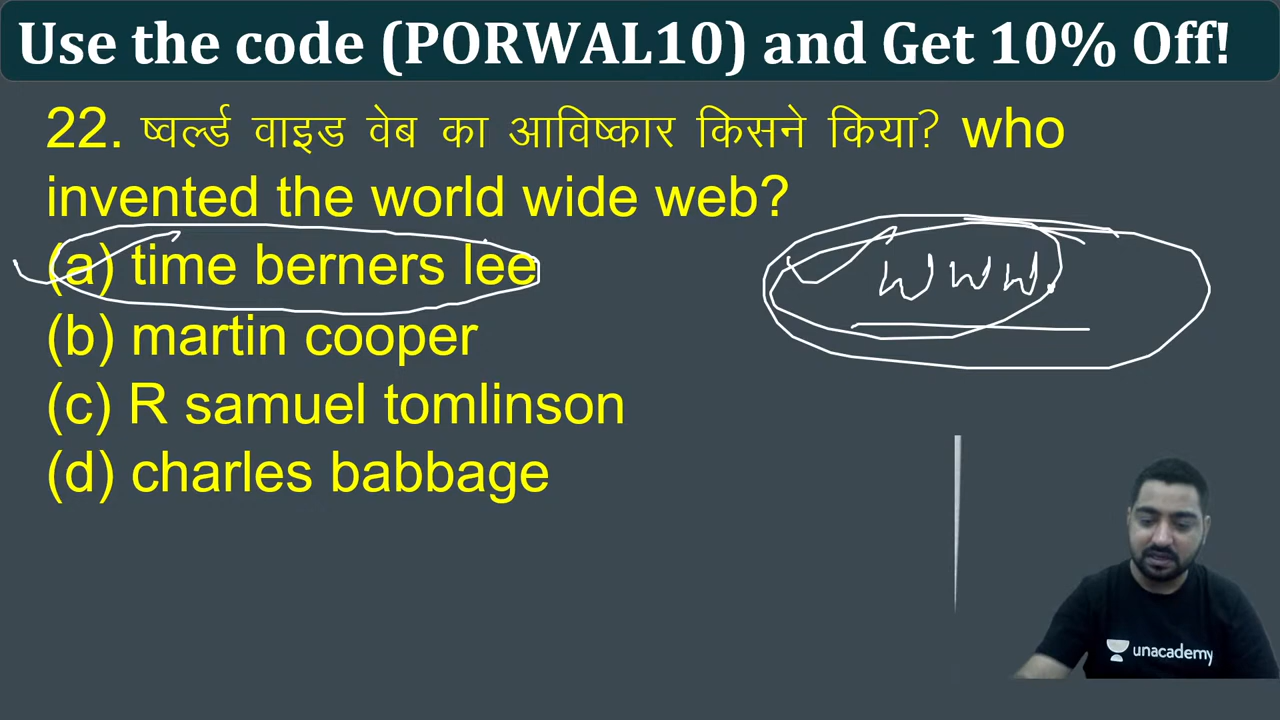 Use the code (PORWAL10) and Get 10% Off!
22. ष्वर्ल्ड वाइड वेब का आविष्कार किसने किया? who
invented the world wide web?
(a) time berners lee
www.
(b) martin cooper
(c) R samuel tomlinson
(d) charles babbage
unacademy